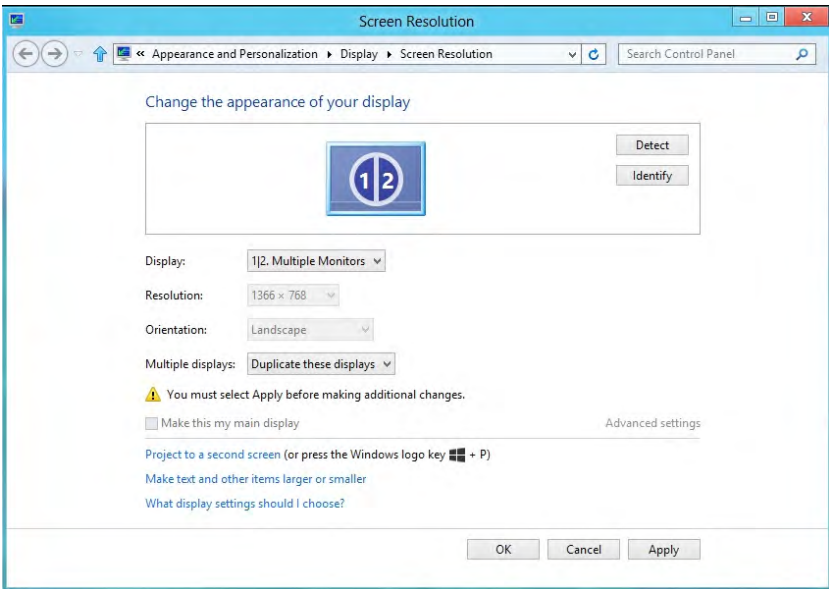 Screen Resolution
« Appearance and Personalization ▸ Display ▸ Screen Resolution
Search Control Panel
Change the appearance of your display
1|2
Detect
Identify
Display: 1|2. Multiple Monitors
Resolution: 1366 × 768
Orientation: Landscape
Multiple displays: Duplicate these displays
You must select Apply before making additional changes.
Make this my main display Advanced settings
Project to a second screen (or press the Windows logo key + P)
Make text and other items larger or smaller
What display settings should I choose?
OK Cancel Apply